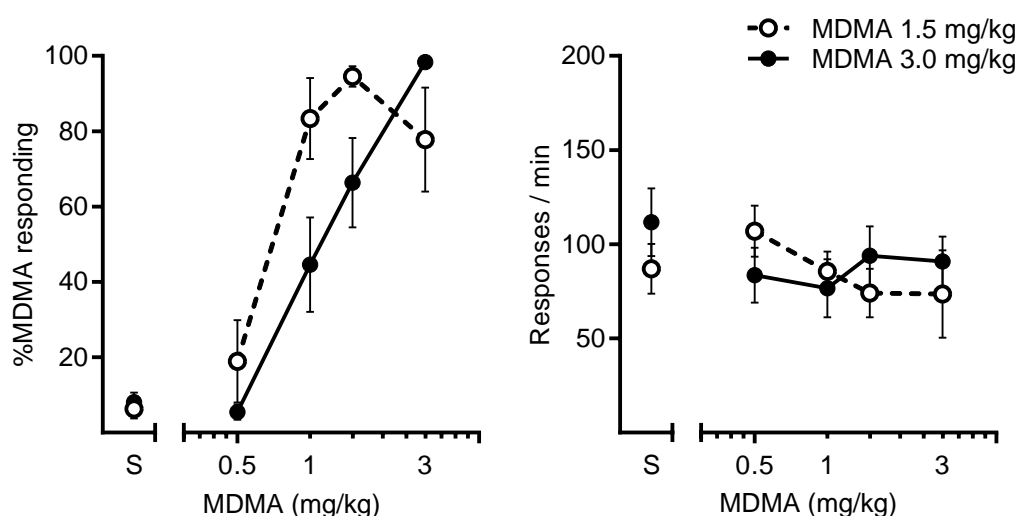 MDMA 1.5 mg/kg
MDMA 3.0 mg/kg
%MDMA responding
100
80
60
40
20
S
0.5
1
3
MDMA (mg/kg)
Responses / min
200
150
100
50
S
0.5
1
3
MDMA (mg/kg)